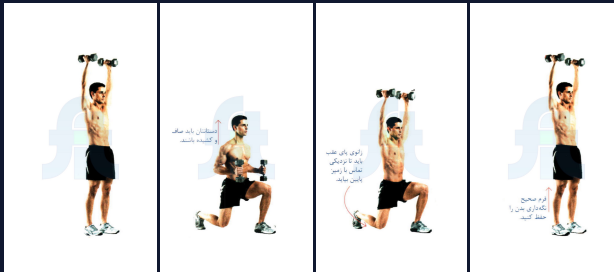 دستانتان باید صاف
و کشیده باشند.
زانوی پای عقب
باید تا نزدیکی
تماس با زمین
پایین بیاید.
فرم صحیح
نگه‌داری بدن را
حفظ کنید.